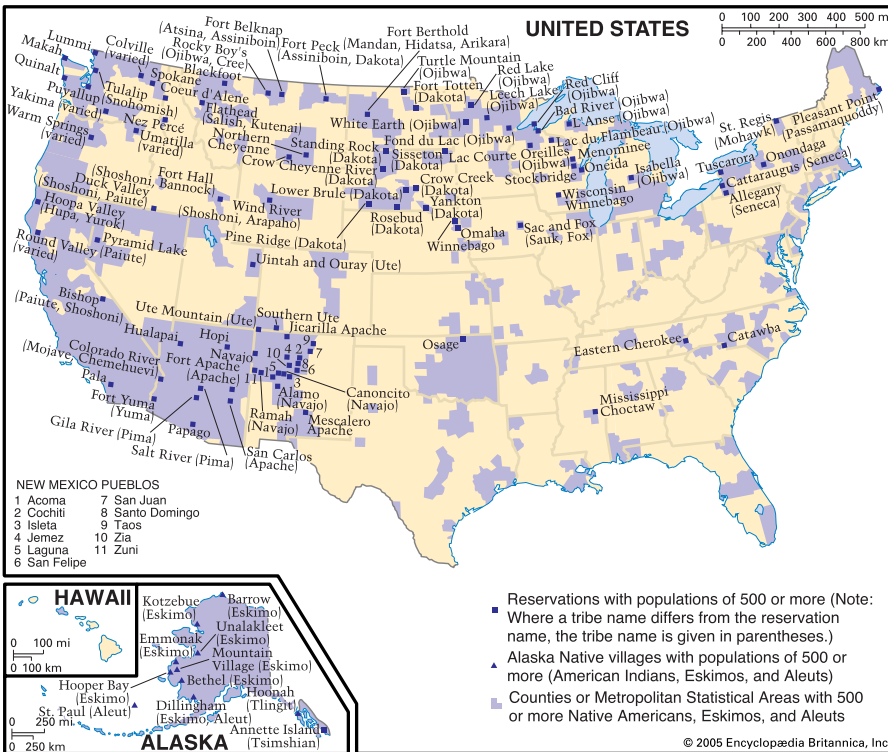 UNITED STATES
0 100 200 300 400 500 mi
0 200 400 600 800 km
Lummi
Makah
Quinalt
Puyallup
Tulalip
(Snohomish)
Yakima (varied)
Warm Springs
(varied)
Colville
(varied)
Spokane
Coeur d'Alene
Nez Percé
Umatilla
(varied)
Fort Belknap
(Atsina, Assiniboin)
Rocky Boy's
(Ojibwa, Cree)
Blackfoot
Flathead
(Salish, Kutenai)
Northern
Cheyenne
Crow
Fort Peck
(Assiniboin, Dakota)
Fort Berthold
(Mandan, Hidatsa, Arikara)
Turtle Mountain
(Ojibwa)
Fort Totten
(Dakota)
Red Lake
(Ojibwa)
Leech Lake
(Ojibwa)
White Earth (Ojibwa)
Fond du Lac (Ojibwa)
Red Cliff
(Ojibwa)
Bad River (Ojibwa)
L'Anse (Ojibwa)
Lac du Flambeau (Ojibwa)
Lac Courte Oreilles
(Ojibwa)
Menominee
Oneida
Stockbridge
Isabella
(Ojibwa)
Wisconsin
Winnebago
Standing Rock
(Dakota)
Sisseton
(Dakota)
Cheyenne River
(Dakota)
Crow Creek
(Dakota)
Lower Brule (Dakota)
Yankton
(Dakota)
Rosebud
(Dakota)
Pine Ridge (Dakota)
Omaha
Winnebago
Sac and Fox
(Sauk, Fox)
St. Regis
(Mohawk)
Pleasant Point
(Passamaquoddy)
Tuscarora
Onondaga
Cattaraugus (Seneca)
Allegany
(Seneca)
Fort Hall
(Shoshoni, Bannock)
Duck Valley
(Shoshoni, Paiute)
Hoopa Valley
(Hupa, Yurok)
Wind River
(Shoshoni, Arapaho)
Round Valley
(varied)
Pyramid Lake
(Paiute)
Uintah and Ouray (Ute)
Bishop
(Paiute, Shoshoni)
Ute Mountain (Ute)
Southern Ute
Jicarilla Apache
Hualapai
Hopi
Navajo
Colorado River
(Mojave, Chemehuevi)
Fort
Apache
(Apache)
Pala
Fort Yuma
(Yuma)
Gila River (Pima)
Papago
Salt River (Pima)
San Carlos
(Apache)
Ramah
(Navajo)
Alamo
(Navajo)
Canoncito
(Navajo)
Mescalero
Apache
9
7
4 2
10
8
5
6
1
11
3
Osage
Eastern Cherokee
Catawba
Mississippi
Choctaw
NEW MEXICO PUEBLOS
1 Acoma 7 San Juan
2 Cochiti 8 Santo Domingo
3 Isleta 9 Taos
4 Jemez 10 Zia
5 Laguna 11 Zuni
6 San Felipe
HAWAII
0 100 mi
0 100 km
Kotzebue
(Eskimo)
Barrow
(Eskimo)
Unalakleet
(Eskimo)
Emmonak
(Eskimo)
Mountain
Village (Eskimo)
Bethel (Eskimo)
Hooper Bay
(Eskimo)
St. Paul (Aleut)
Dillingham
(Eskimo, Aleut)
Hoonah
(Tlingit)
Annette Island
(Tsimshian)
0 250 mi
0 250 km
ALASKA
Reservations with populations of 500 or more (Note:
Where a tribe name differs from the reservation
name, the tribe name is given in parentheses.)
Alaska Native villages with populations of 500 or
more (American Indians, Eskimos, and Aleuts)
Counties or Metropolitan Statistical Areas with 500
or more Native Americans, Eskimos, and Aleuts
© 2005 Encyclopædia Britannica, Inc.